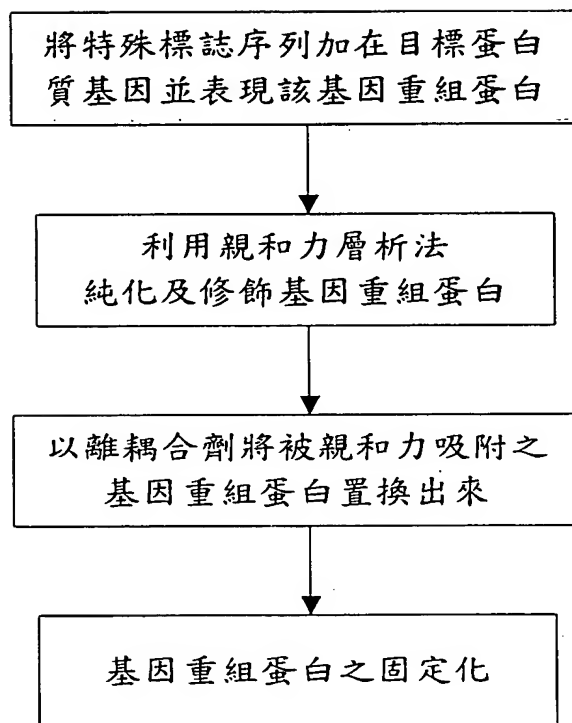 將特殊標誌序列加在目標蛋白
質基因並表現該基因重組蛋白
利用親和力層析法
純化及修飾基因重組蛋白
以離耦合劑將被親和力吸附之
基因重組蛋白置換出來
基因重組蛋白之固定化